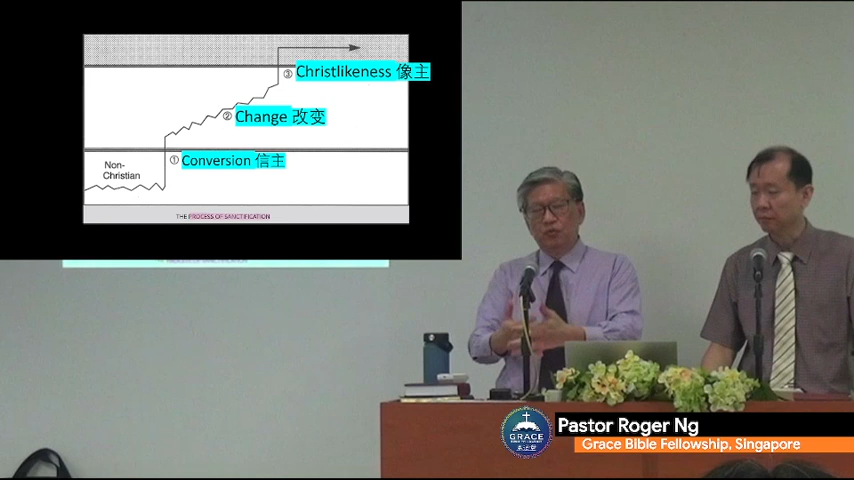 ③ Christlikeness 像主
② Change 改变
① Conversion 信主
Non-
Christian
THE PROCESS OF SANCTIFICATION
GRACE
Pastor Roger Ng
Grace Bible Fellowship, Singapore